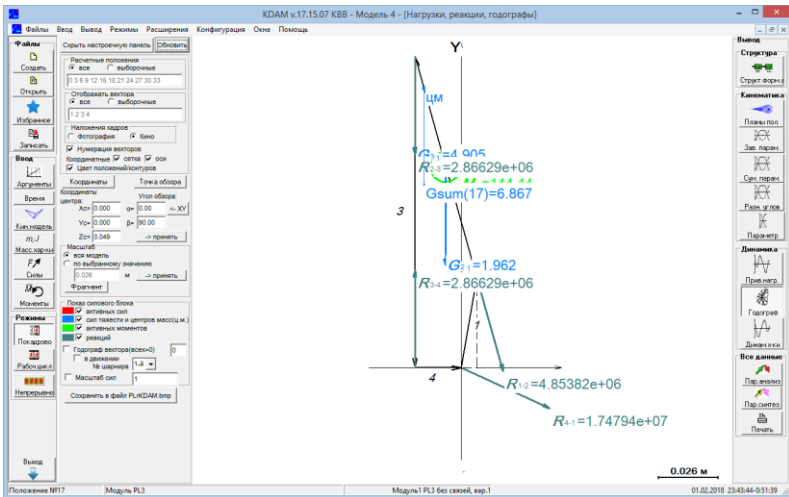 KDAM v.17.15.07 КВВ - Модель 4 - [Нагрузки, реакции, годографы]
Файлы Ввод Вывод Режимы Расширения Конфигурация Окна Помощь
Файлы
Создать
Открыть
Избранное
Записать
Ввод
Аргументы
Время
Кин.модель
m,J
Масс.хар-ки
F
Силы
M
Моменты
Режимы
Покадрово
Рабоч.цикл
Непрерывно
Выход
Скрыть настроечную панель Обновить
Расчетные положения
все выборочные
0 3 6 9 12 15 18 21 24 27 30 33
Отображать вектора
все выборочные
1 2 3 4
Наложения кадров
Фотография Кино
Нумерация векторов
Координатные сетка оси
Цвет положений/контуров
Координаты Точка обзора
Координаты центра: Угол обзора:
Xc= 0.000 α= 0.00 <- XY
Yc= 0.000 β= 90.00
Zc= 0.049 -> принять
Масштаб
вся модель
по выбранному значению
0.026 м -> принять
Фрагмент
Показ силового блока
активных сил
сил тяжести и центров масс(ц.м.)
активных моментов
реакций
Годограф вектора(всех=0) 0
в движении
№ шарнира 1-й
Масштаб сил 1
Сохранить в файл PLrKDAM.bmp
Y
ЦМ
G2-1=4.905
R2-3=2.86629e+06
Gsum(17)=6.867
3
G2-1=1.962
R3-4=2.86629e+06
1
4
R1-2=4.85382e+06
R4-1=1.74794e+07
0.026 м
Вывод
Структура
Структ.форм.в
Кинематика
Планы пол.
Зав. парам.
Сум. парам.
Разн. углов
Параметр
Динамика
Прив.нагр.
Годограф
Динам.х-ки
Все данные
Пар.анализ
Пар.синтез
Печать
Положение №17 Модуль PL3 Модуль1 PL3 без связей, вар.1 01.02.2018 23:43:44-0:51:39